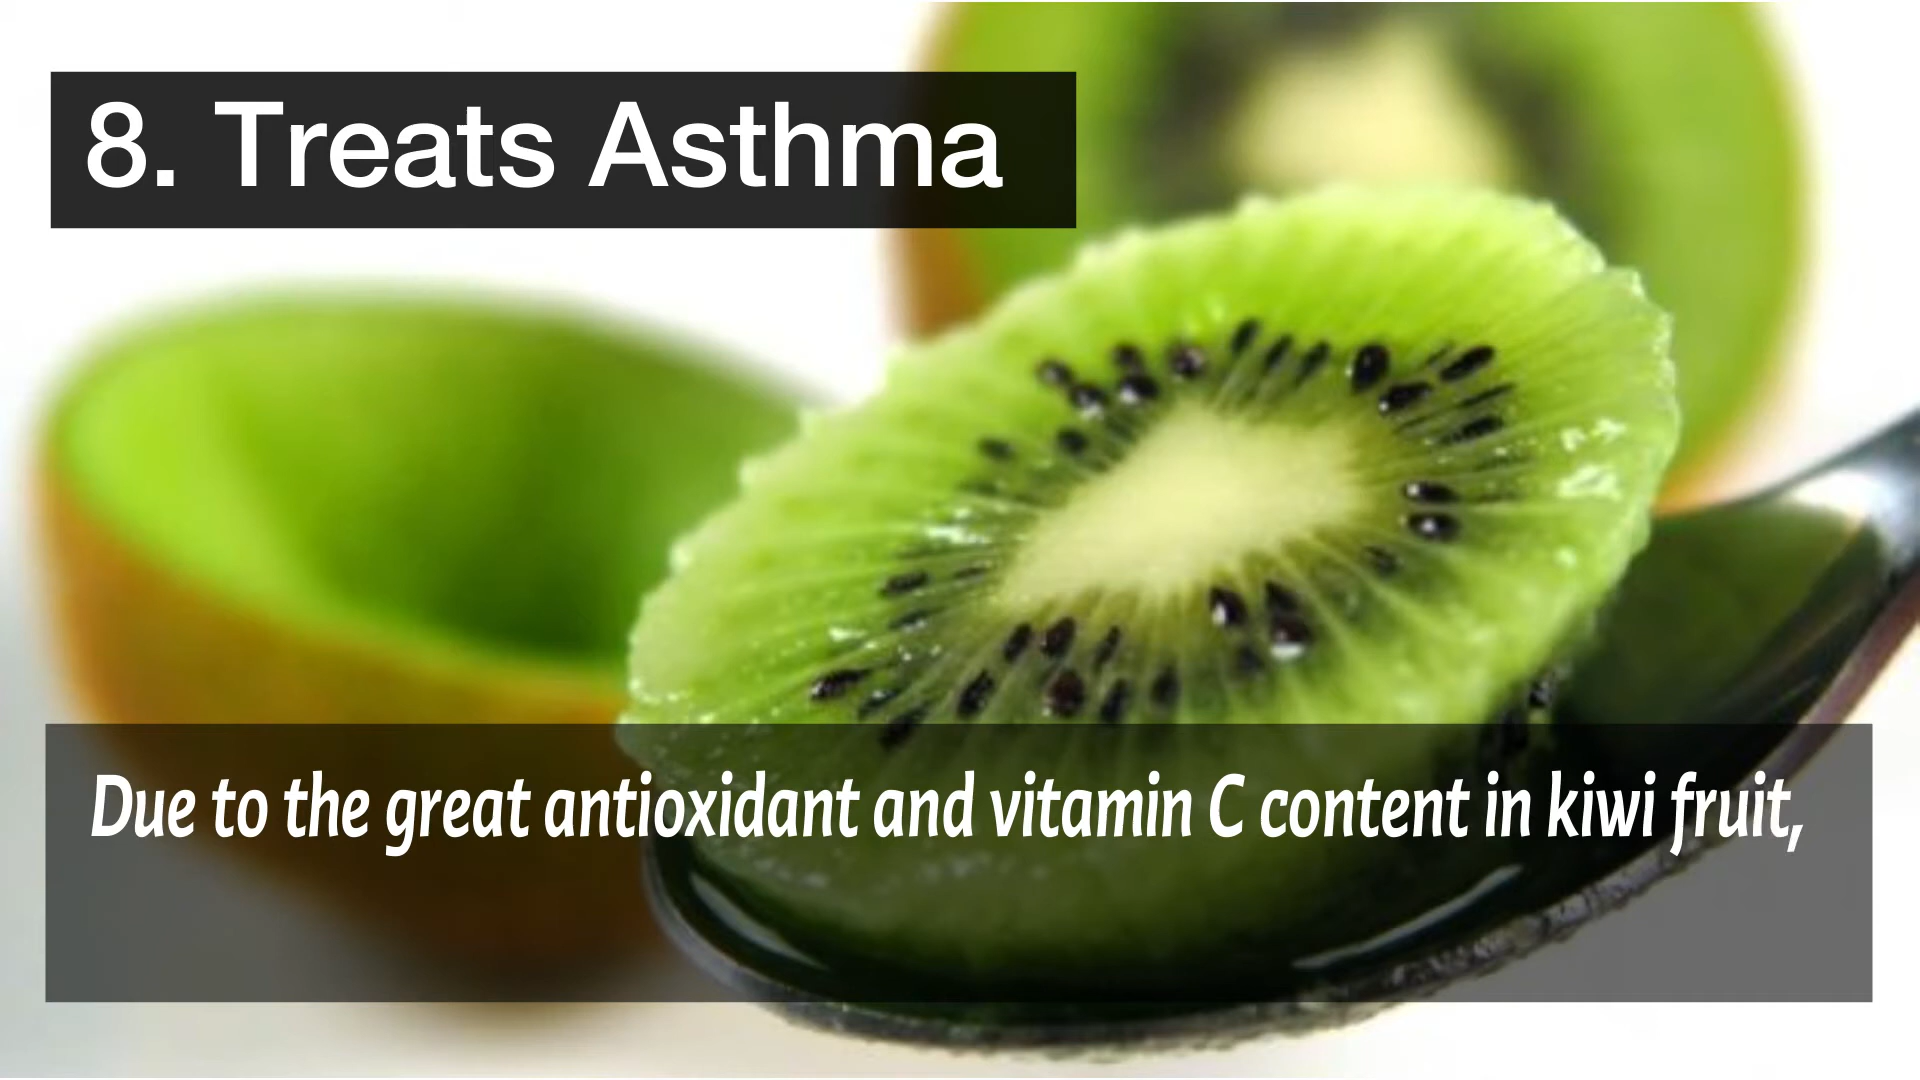 8. Treats Asthma
Due to the great antioxidant and vitamin C content in kiwi fruit,